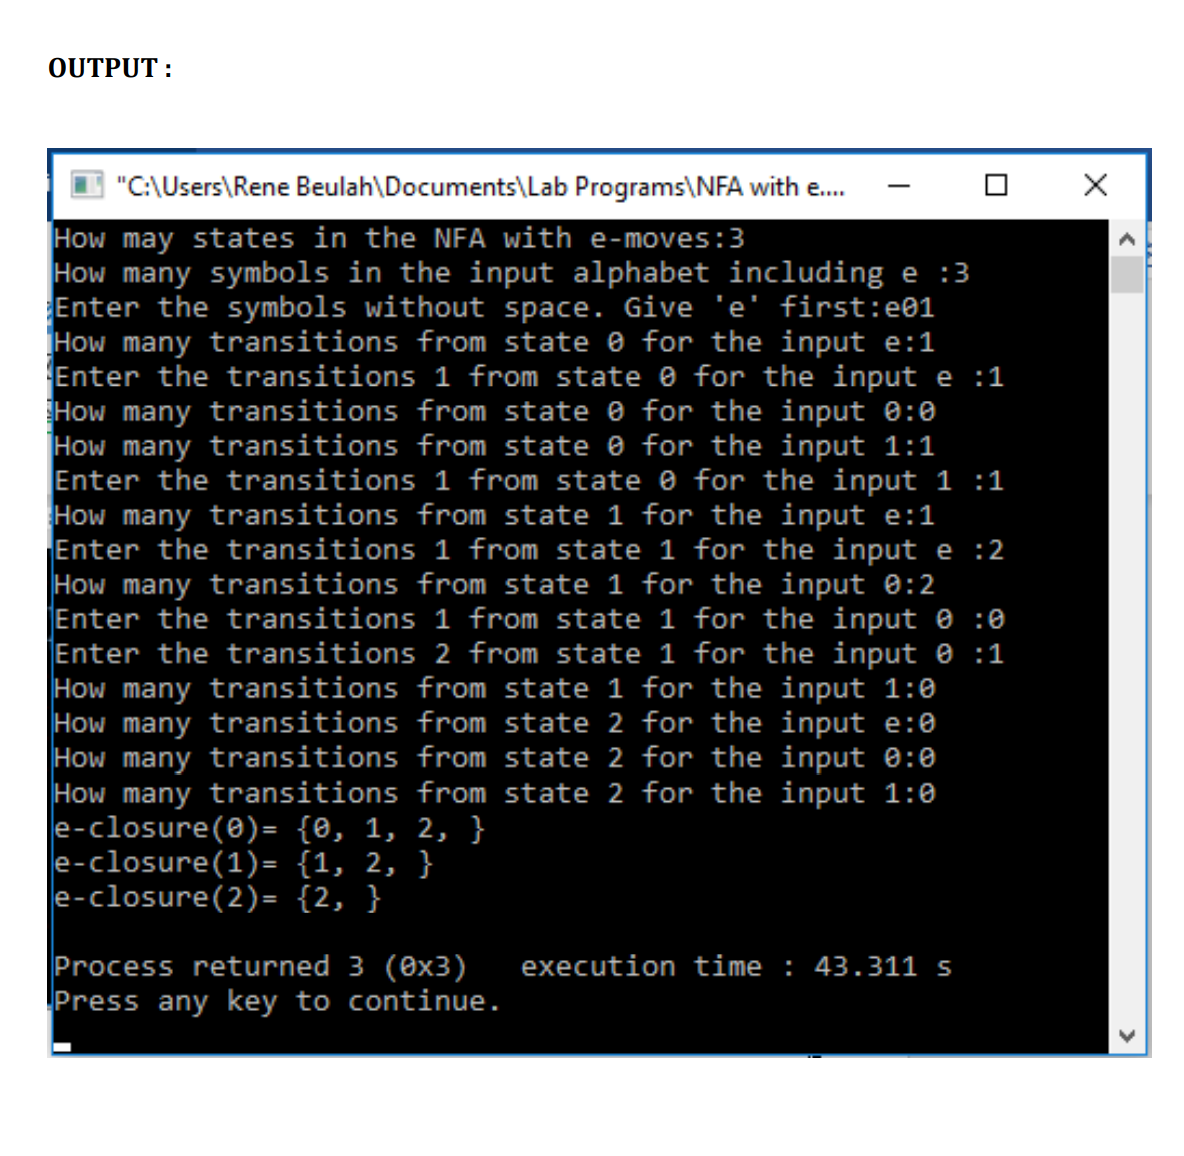 OUTPUT :
"C:\Users\Rene Beulah\Documents\Lab Programs\NFA with e....
How may states in the NFA with e-moves:3
How many symbols in the input alphabet including e :3
Enter the symbols without space. Give 'e' first:e01
How many transitions from state 0 for the input e:1
Enter the transitions 1 from state 0 for the input e :1
How many transitions from state 0 for the input 0:0
How many transitions from state 0 for the input 1:1
Enter the transitions 1 from state 0 for the input 1 :1
How many transitions from state 1 for the input e:1
Enter the transitions 1 from state 1 for the input e :2
How many transitions from state 1 for the input 0:2
Enter the transitions 1 from state 1 for the input 0 :0
Enter the transitions 2 from state 1 for the input 0 :1
How many transitions from state 1 for the input 1:0
How many transitions from state 2 for the input e:0
How many transitions from state 2 for the input 0:0
How many transitions from state 2 for the input 1:0
e-closure(0)= {0, 1, 2, }
e-closure(1)= {1, 2, }
e-closure(2)= {2, }
Process returned 3 (0x3)   execution time : 43.311 s
Press any key to continue.